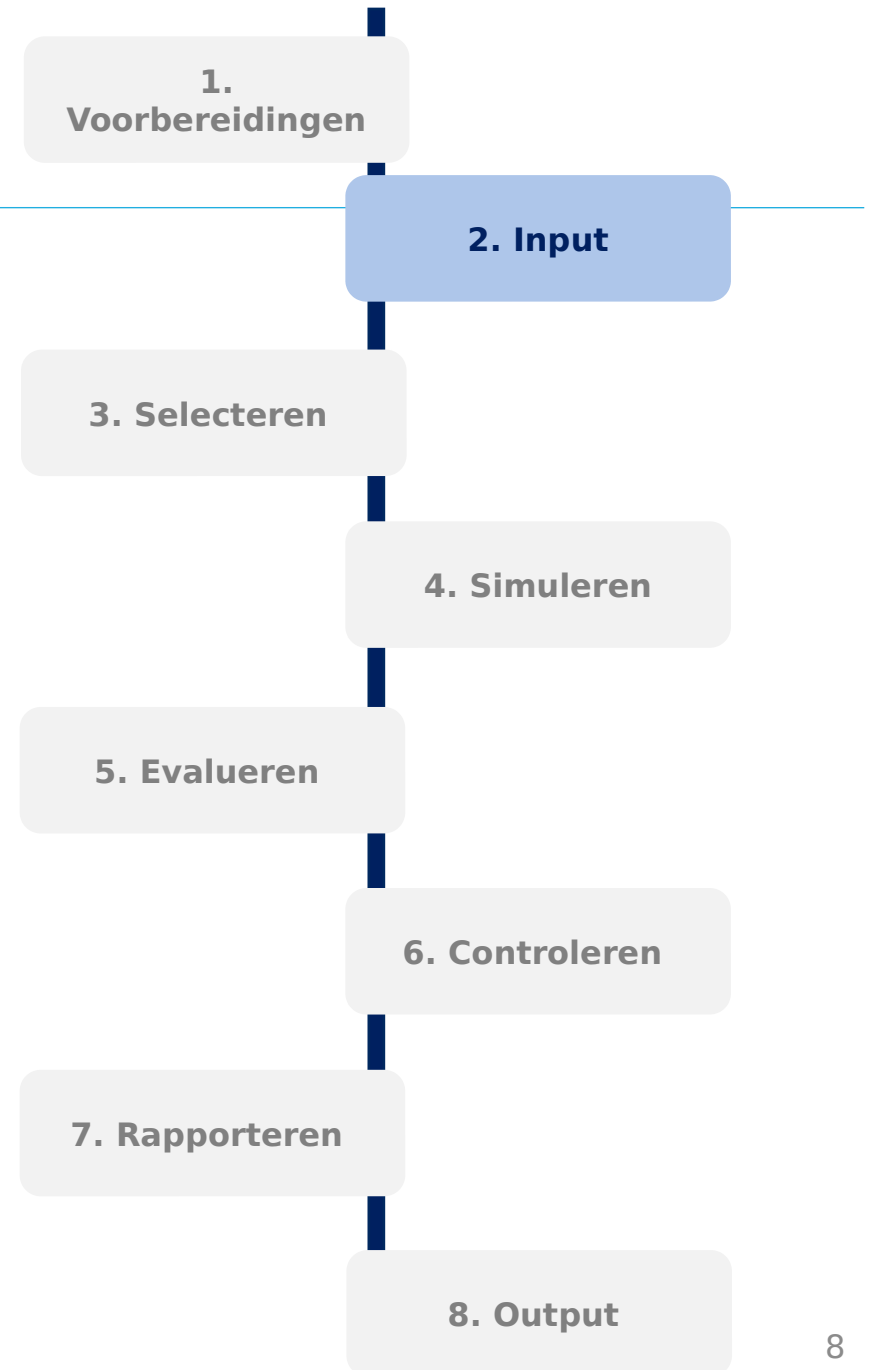 1.
Voorbereidingen
2. Input
3. Selecteren
4. Simuleren
5. Evalueren
6. Controleren
7. Rapporteren
8. Output
8